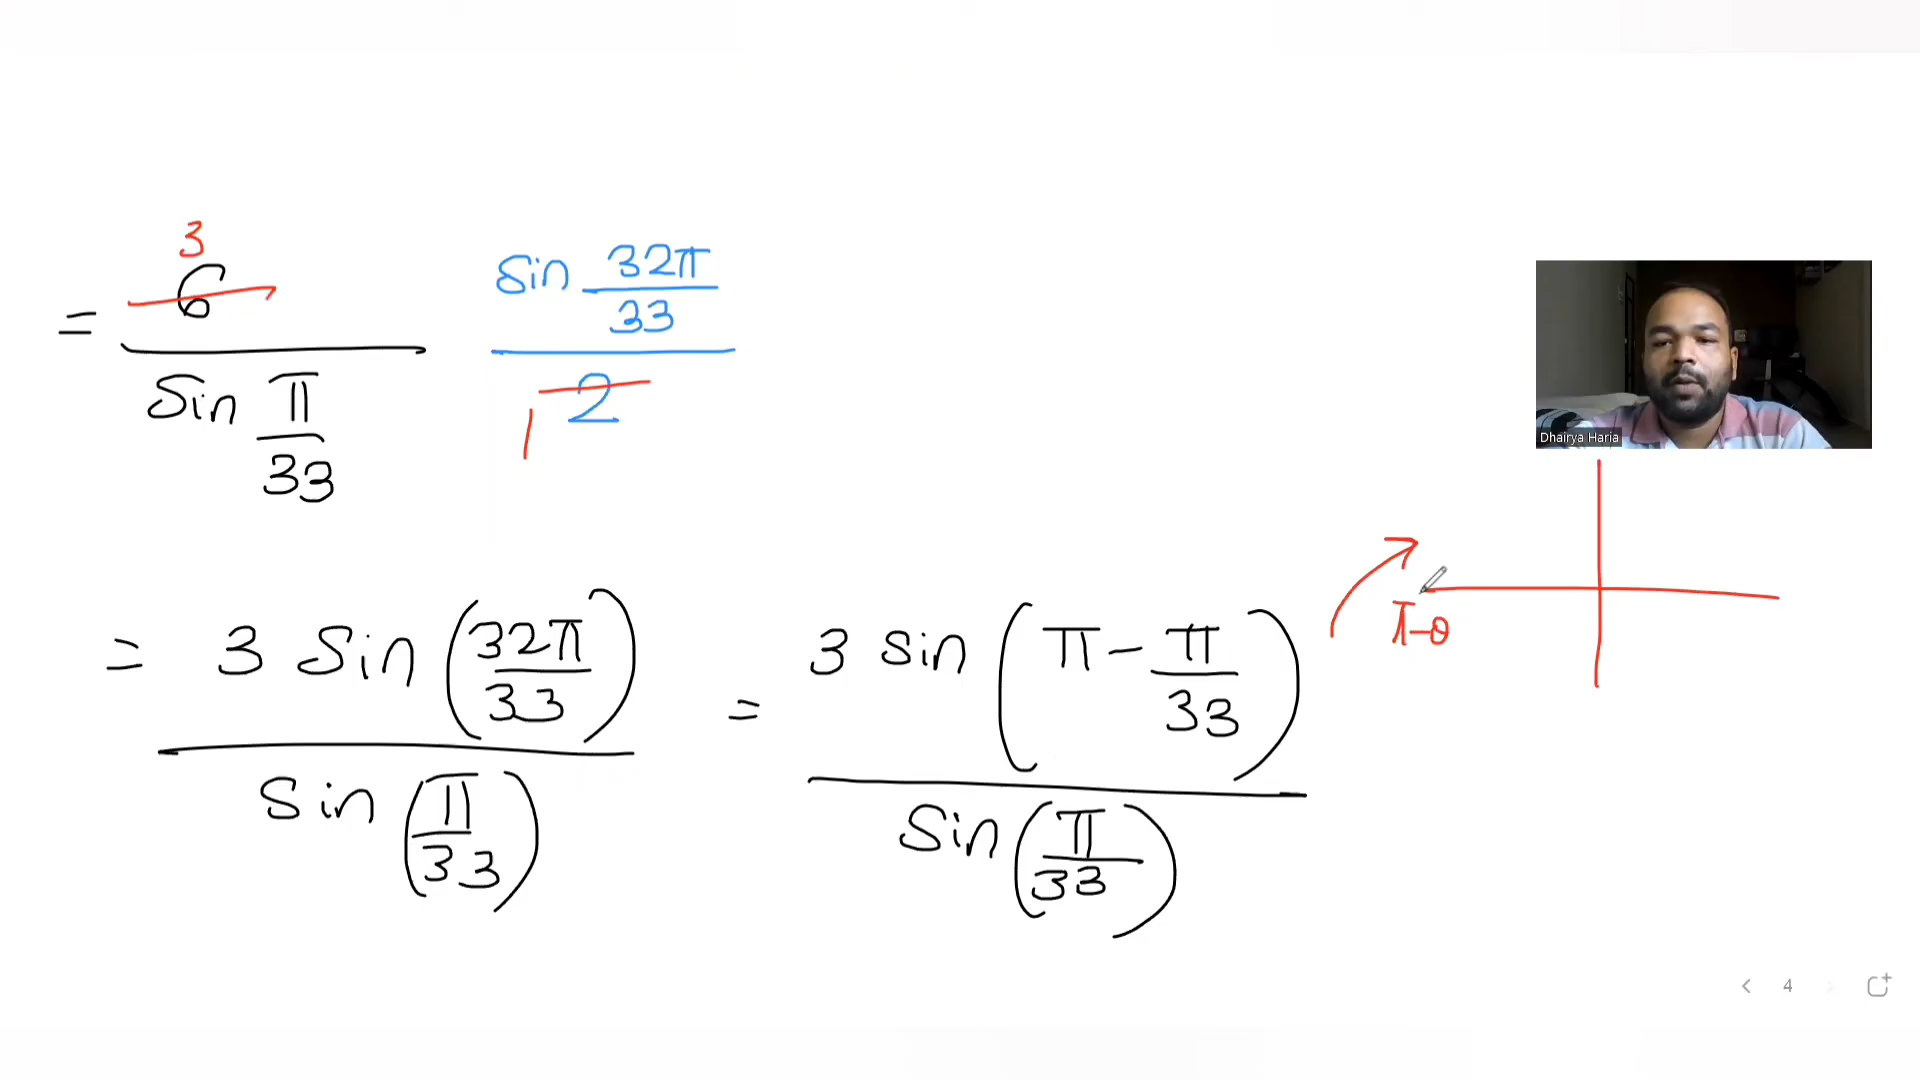 3
= 6 sin 32π
33
sin π 1 2
33
Dhairya Haria
= 3 sin (32π = 3 sin (π - π π-θ
33) 33)
sin (π sin (π
33) 33)
4